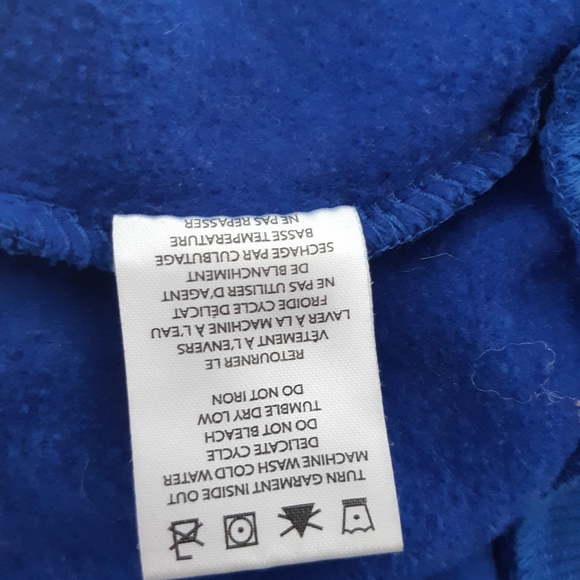 TURN GARMENT INSIDE OUT
MACHINE WASH COLD WATER
DELICATE CYCLE
DO NOT BLEACH
TUMBLE DRY LOW
DO NOT IRON
RETOURNER LE
VÊTEMENT À L'ENVERS
LAVER À LA MACHINE À L'EAU
FROIDE CYCLE DÉLICAT
NE PAS UTILISER D'AGENT
DE BLANCHIMENT
SECHAGE PAR CULBUTAGE
BASSE TEMPERATURE
NE PAS REPASSER